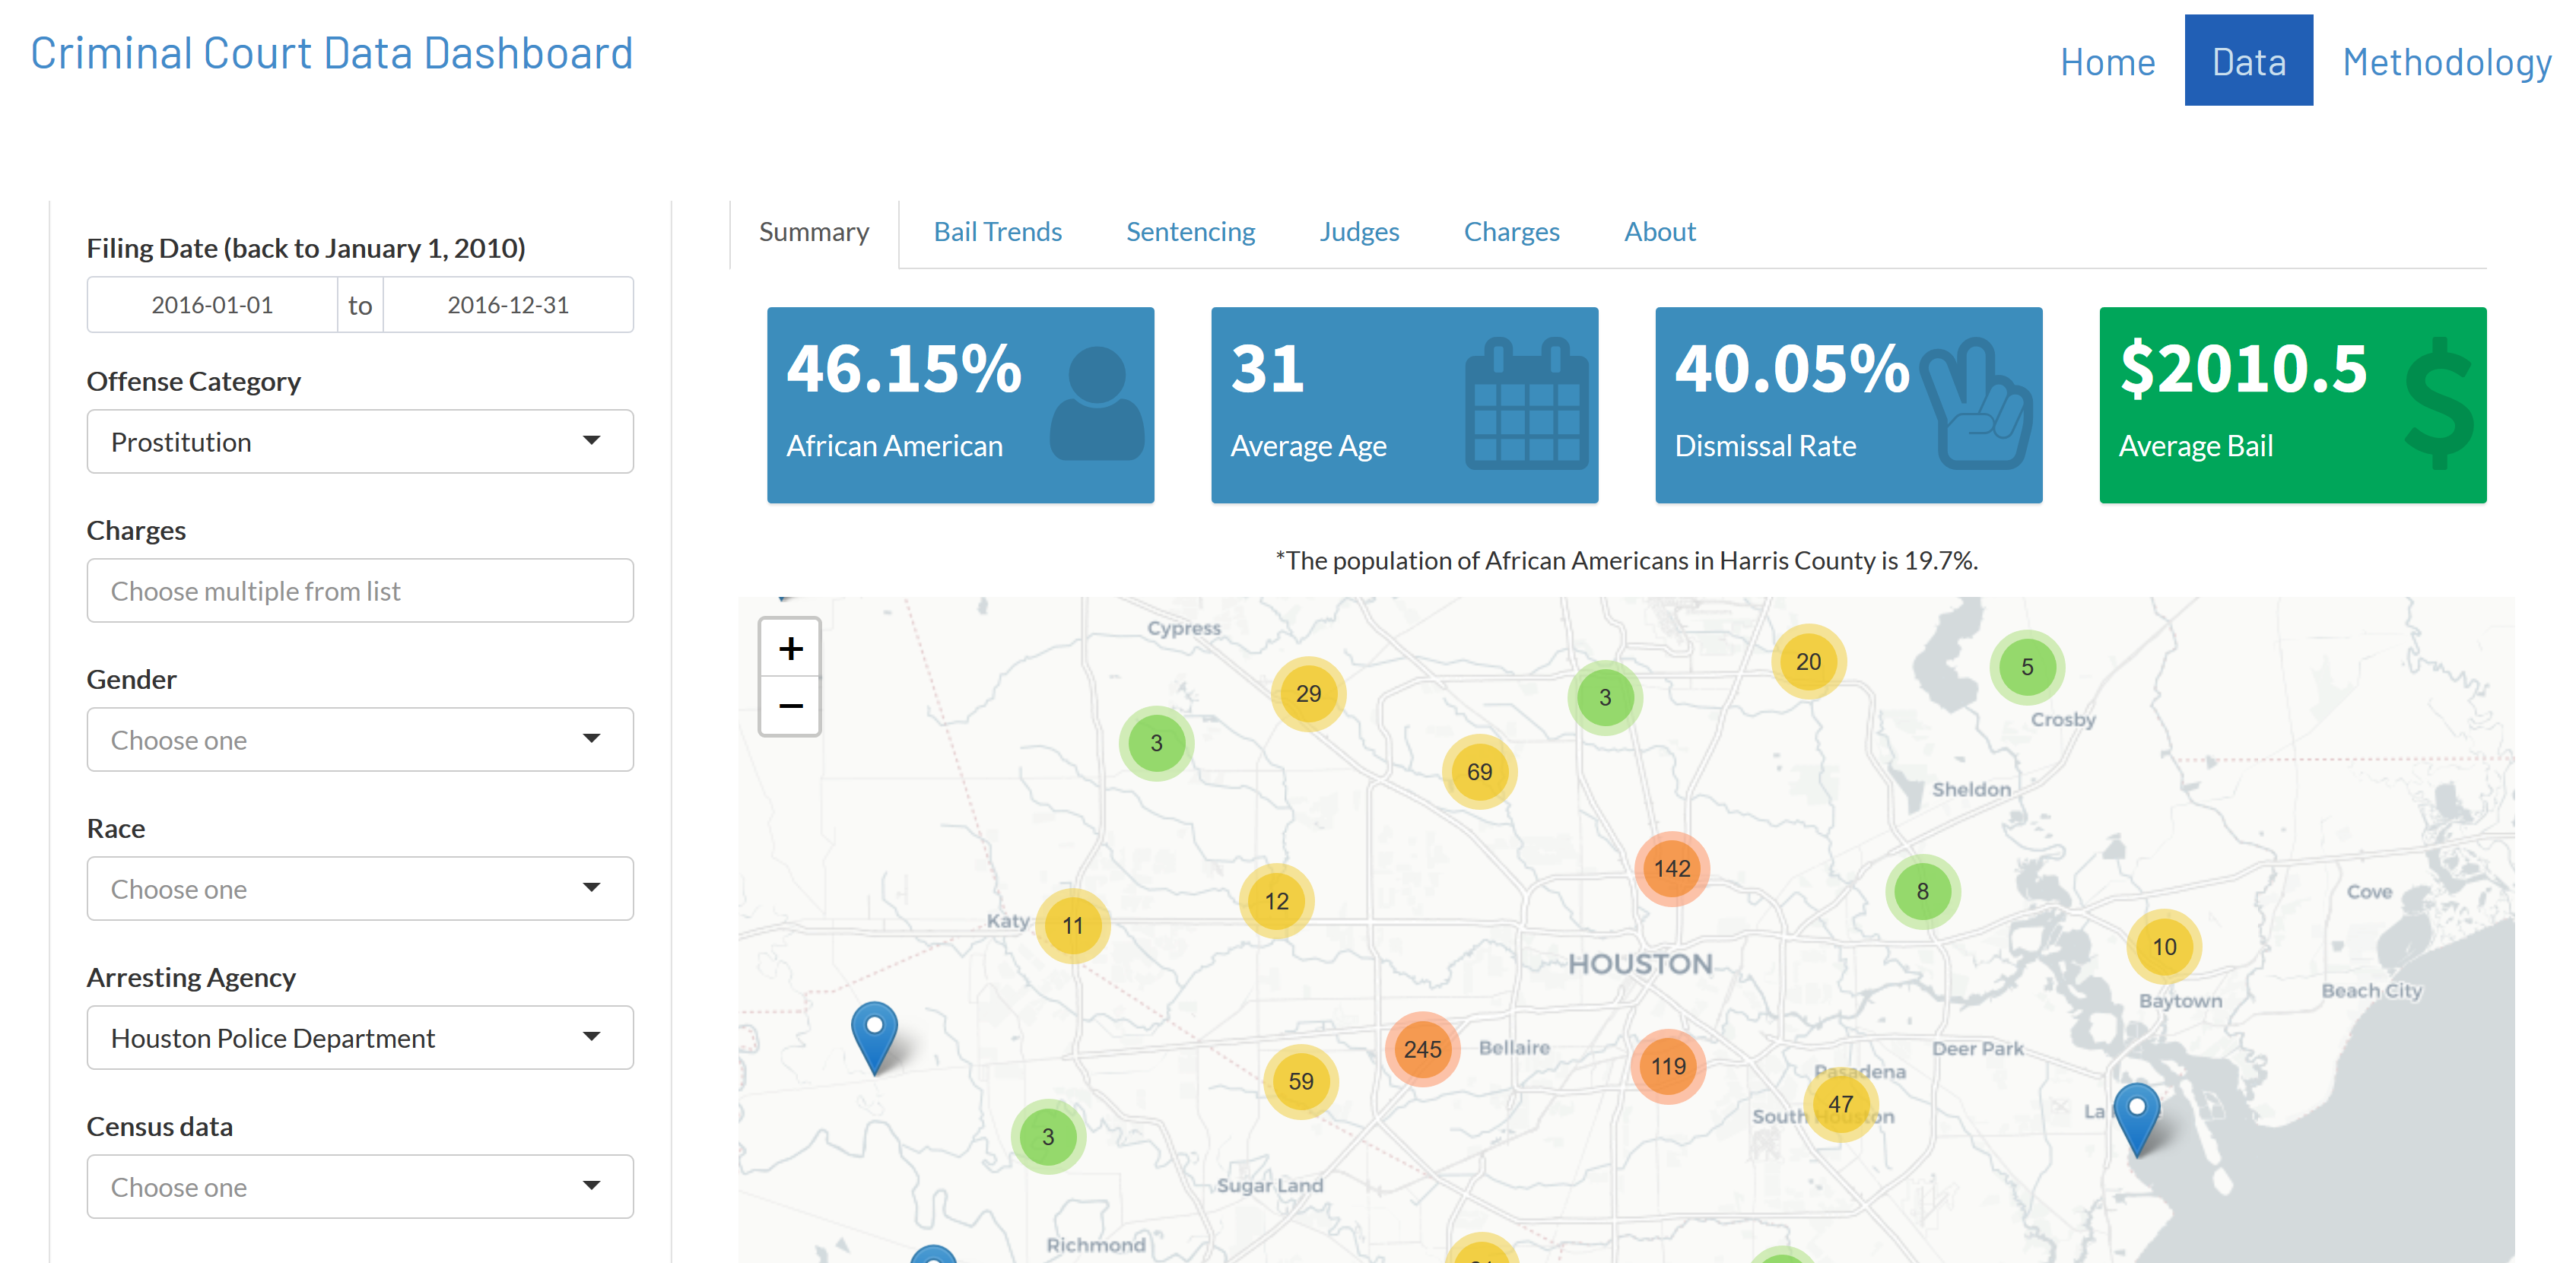 Criminal Court Data Dashboard
Home
Data
Methodology
Filing Date (back to January 1, 2010)
2016-01-01 to 2016-12-31
Offense Category
Prostitution
Charges
Choose multiple from list
Gender
Choose one
Race
Choose one
Arresting Agency
Houston Police Department
Census data
Choose one
Summary
Bail Trends
Sentencing
Judges
Charges
About
46.15%
African American
31
Average Age
40.05%
Dismissal Rate
$2010.5
Average Bail
*The population of African Americans in Harris County is 19.7%.
+
−
Cypress
20
5
29
3
Crosby
3
69
Sheldon
142
8
Cove
12
11
Katy
10
HOUSTON
Beach City
Baytown
245
Bellaire
Deer Park
119
Pasadena
59
47
La
South Houston
3
Sugar Land
Richmond